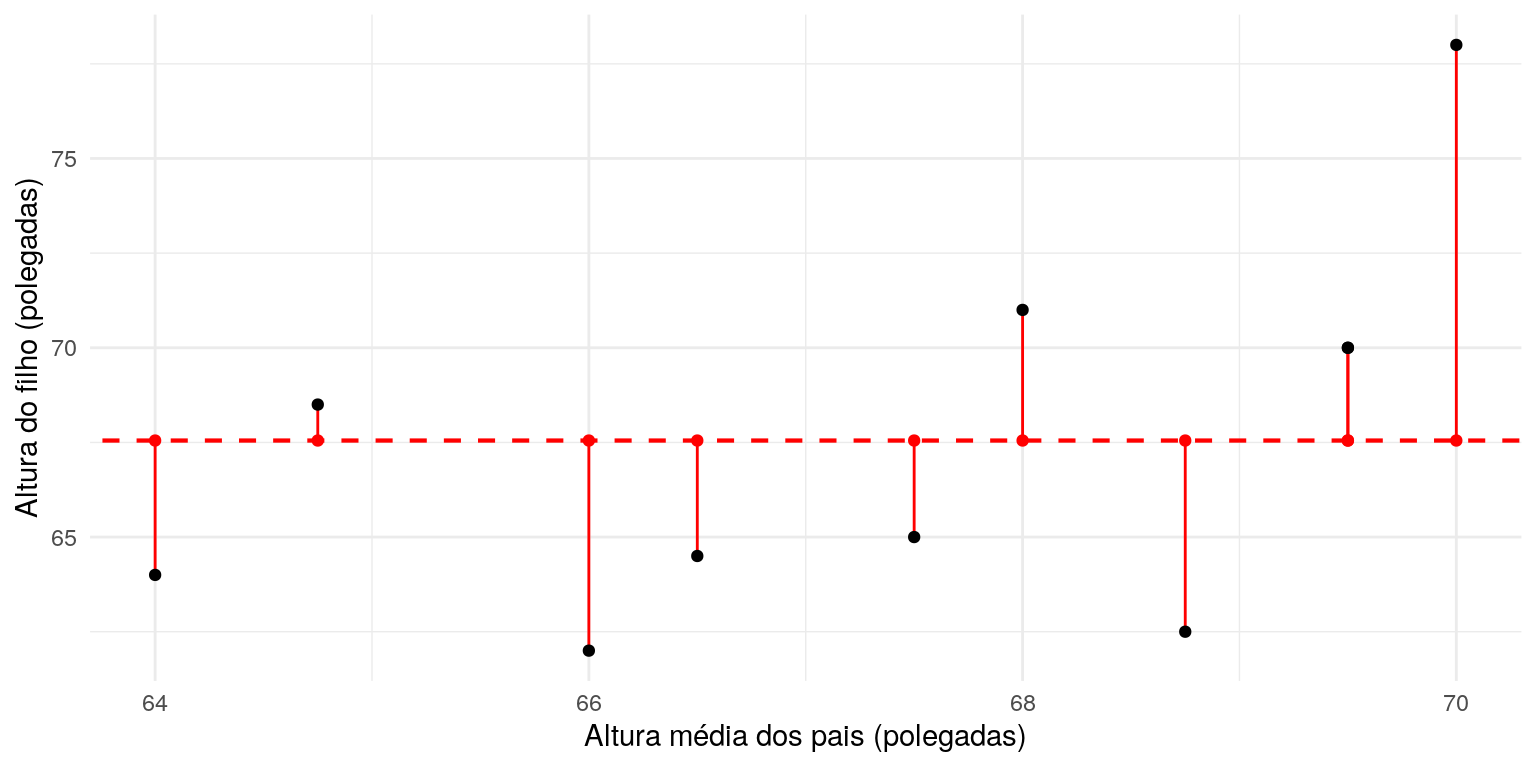 Altura do filho (polegadas)
75
70
65
64 66 68 70
Altura média dos pais (polegadas)